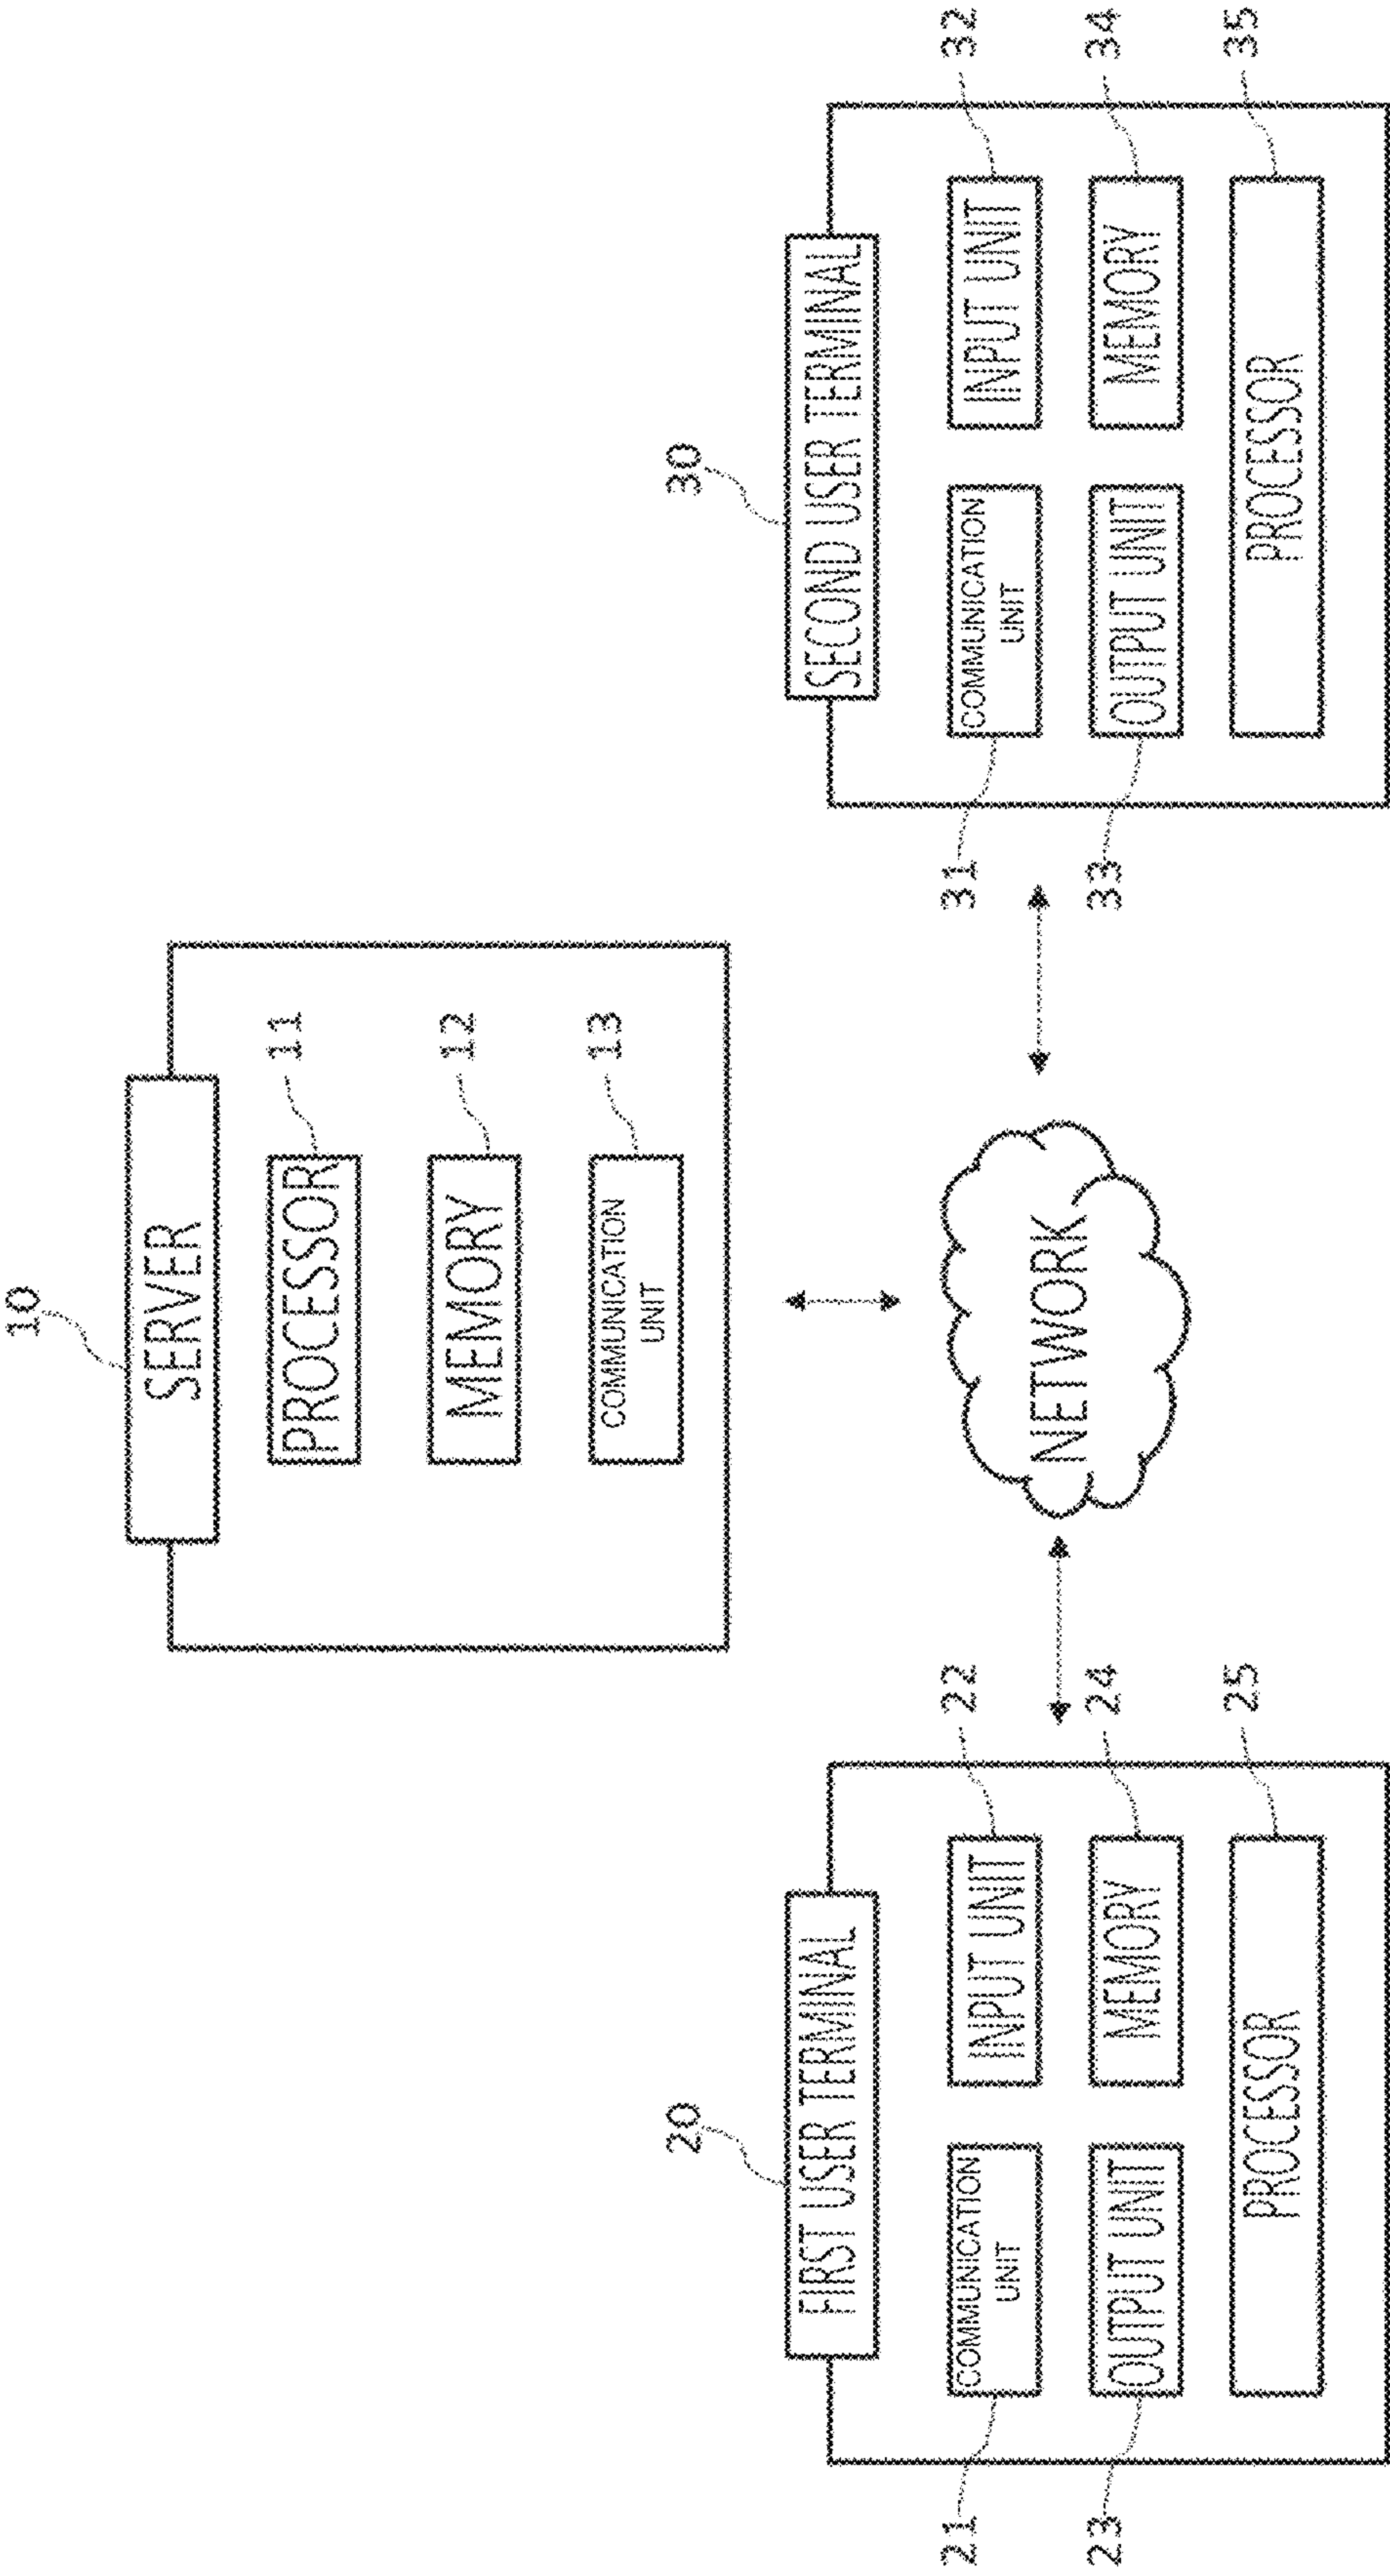 10
SERVER
PROCESSOR
11
MEMORY
12
COMMUNICATION
UNIT
13
20
FIRST USER TERMINAL
21
COMMUNICATION
UNIT
INPUT UNIT
22
23
OUTPUT UNIT
MEMORY
24
PROCESSOR
25
NETWORK
30
SECOND USER TERMINAL
31
COMMUNICATION
UNIT
INPUT UNIT
32
33
OUTPUT UNIT
MEMORY
34
PROCESSOR
35